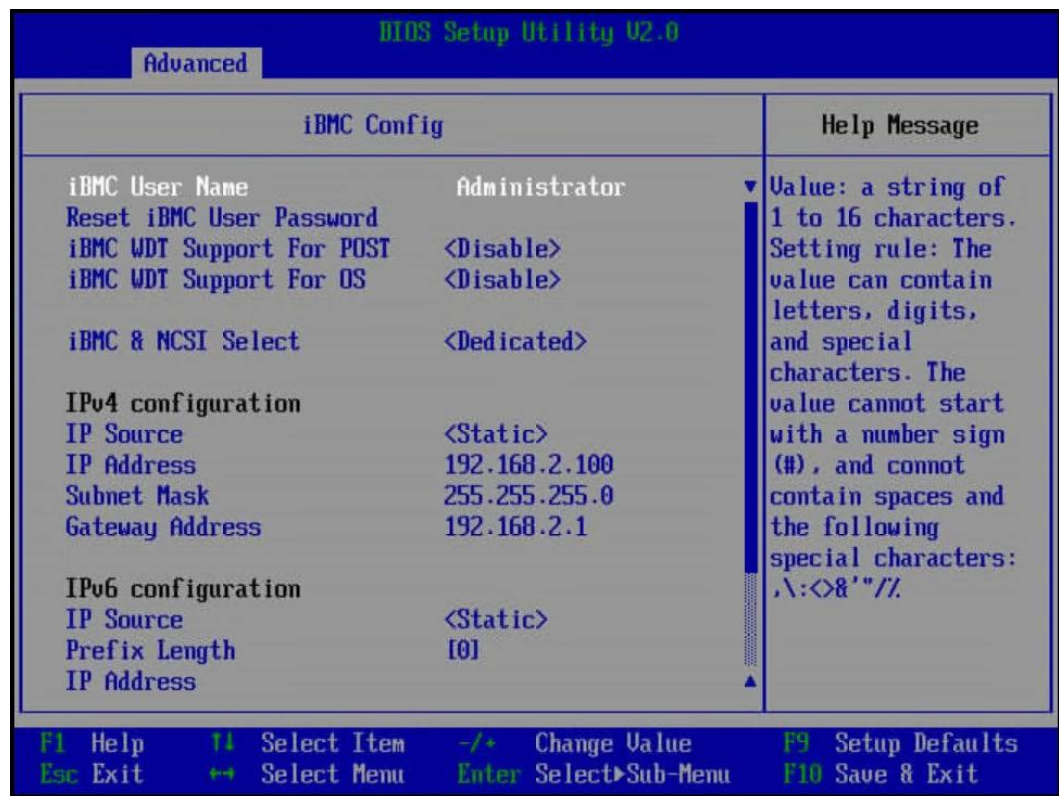 BIOS Setup Utility V2.0
Advanced
iBMC Config
iBMC User Name Administrator
Reset iBMC User Password
iBMC WDT Support For POST <Disable>
iBMC WDT Support For OS <Disable>
iBMC & NCSI Select <Dedicated>
IPv4 configuration
IP Source <Static>
IP Address 192.168.2.100
Subnet Mask 255.255.255.0
Gateway Address 192.168.2.1
IPv6 configuration
IP Source <Static>
Prefix Length [0]
IP Address
Help Message
Value: a string of
1 to 16 characters.
Setting rule: The
value can contain
letters, digits,
and special
characters. The
value cannot start
with a number sign
(#), and connot
contain spaces and
the following
special characters:
,\:<>&'"/%
F1 Help ↑↓ Select Item -/+ Change Value F9 Setup Defaults
Esc Exit ←→ Select Menu Enter Select▶Sub-Menu F10 Save & Exit